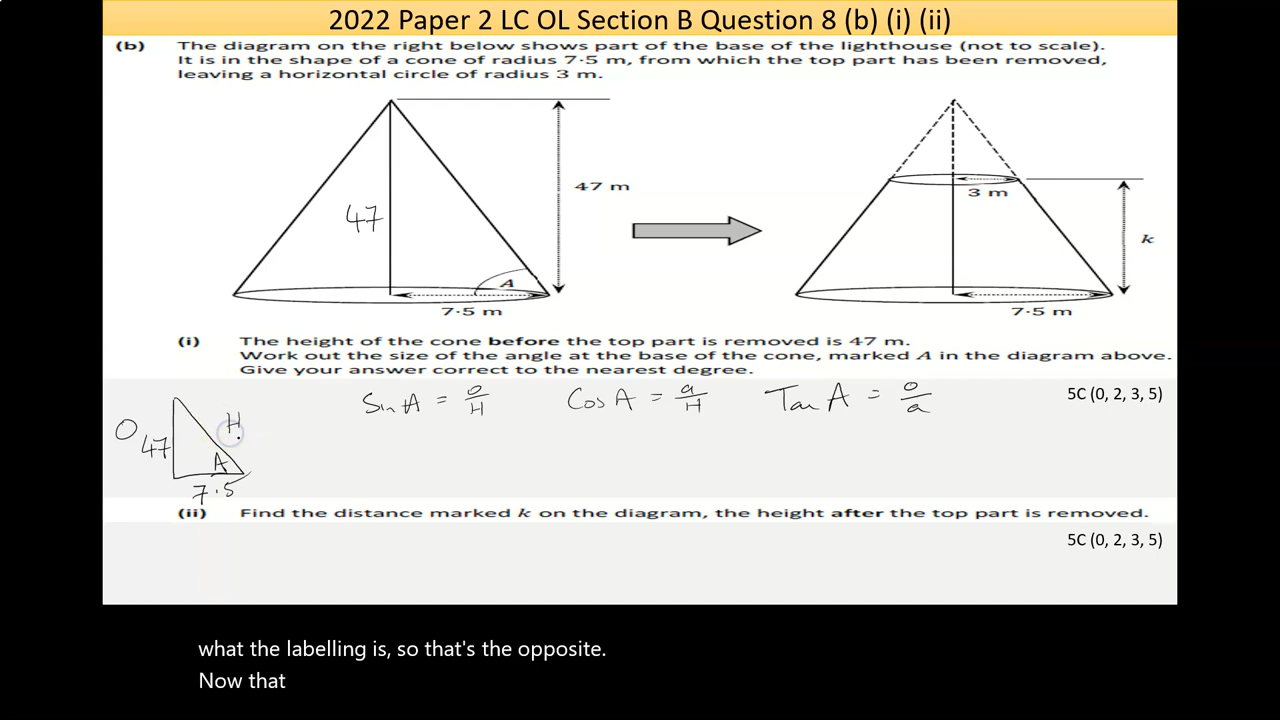 2022 Paper 2 LC OL Section B Question 8 (b) (i) (ii)
(b) The diagram on the right below shows part of the base of the lighthouse (not to scale).
It is in the shape of a cone of radius 7·5 m, from which the top part has been removed,
leaving a horizontal circle of radius 3 m.
47 m
47
A
7·5 m
3 m
k
7·5 m
(i) The height of the cone before the top part is removed is 47 m.
Work out the size of the angle at the base of the cone, marked A in the diagram above.
Give your answer correct to the nearest degree.
5C (0, 2, 3, 5)
Sin A = o/H Cos A = a/H Tan A = o/a
O 47 H
A
7.5
(ii) Find the distance marked k on the diagram, the height after the top part is removed.
5C (0, 2, 3, 5)
what the labelling is, so that's the opposite.
Now that